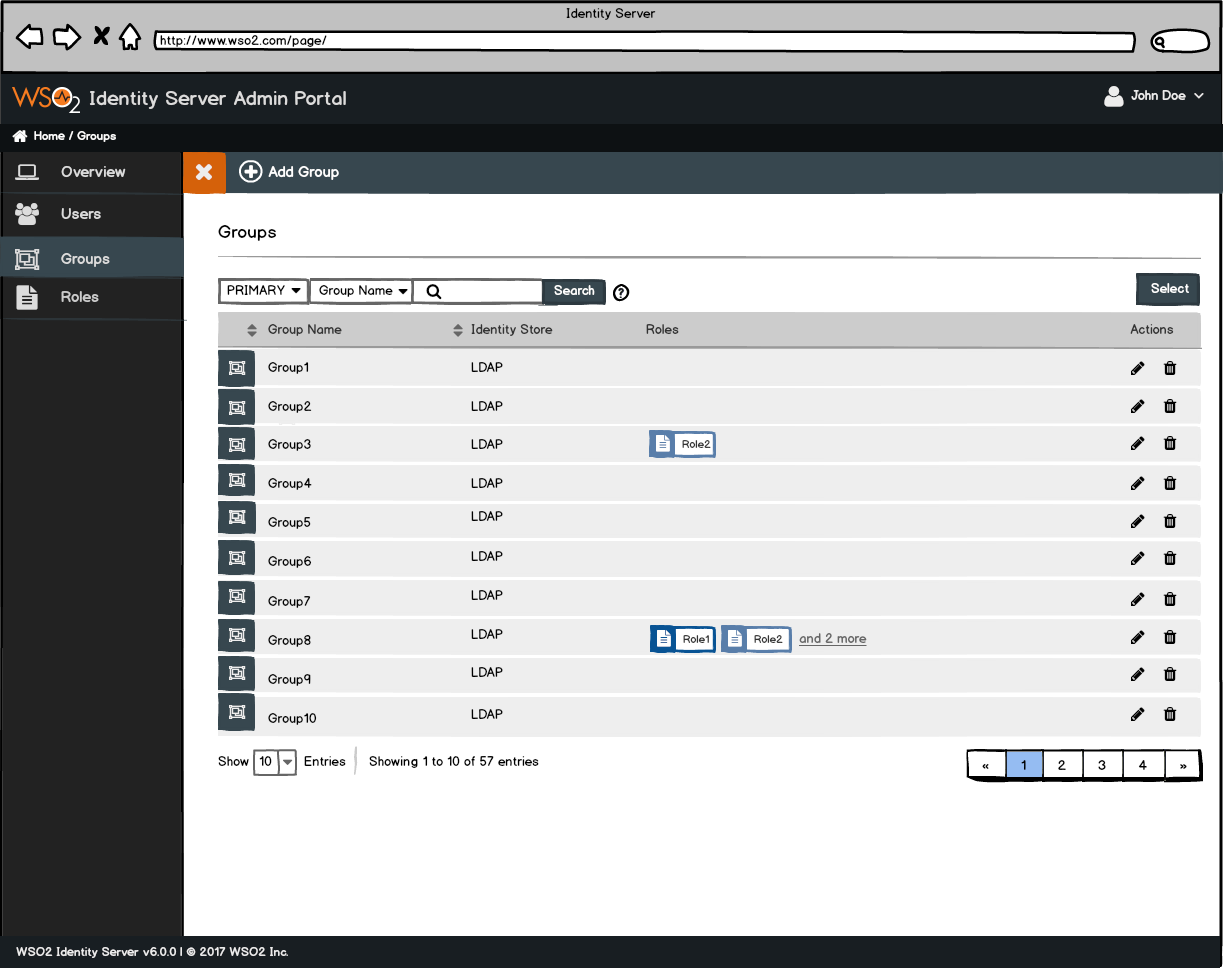 Identity Server
http://www.wso2.com/page/
WSO2 Identity Server Admin Portal
John Doe
Home / Groups
Overview
Add Group
Users
Groups
Groups
Roles
PRIMARY Group Name Search ? Select
Group Name Identity Store Roles Actions
Group1 LDAP
Group2 LDAP
Group3 LDAP Role2
Group4 LDAP
Group5 LDAP
Group6 LDAP
Group7 LDAP
Group8 LDAP Role1 Role2 and 2 more
Group9 LDAP
Group10 LDAP
Show 10 Entries Showing 1 to 10 of 57 entries « 1 2 3 4 »
WSO2 Identity Server v6.0.0 | © 2017 WSO2 Inc.